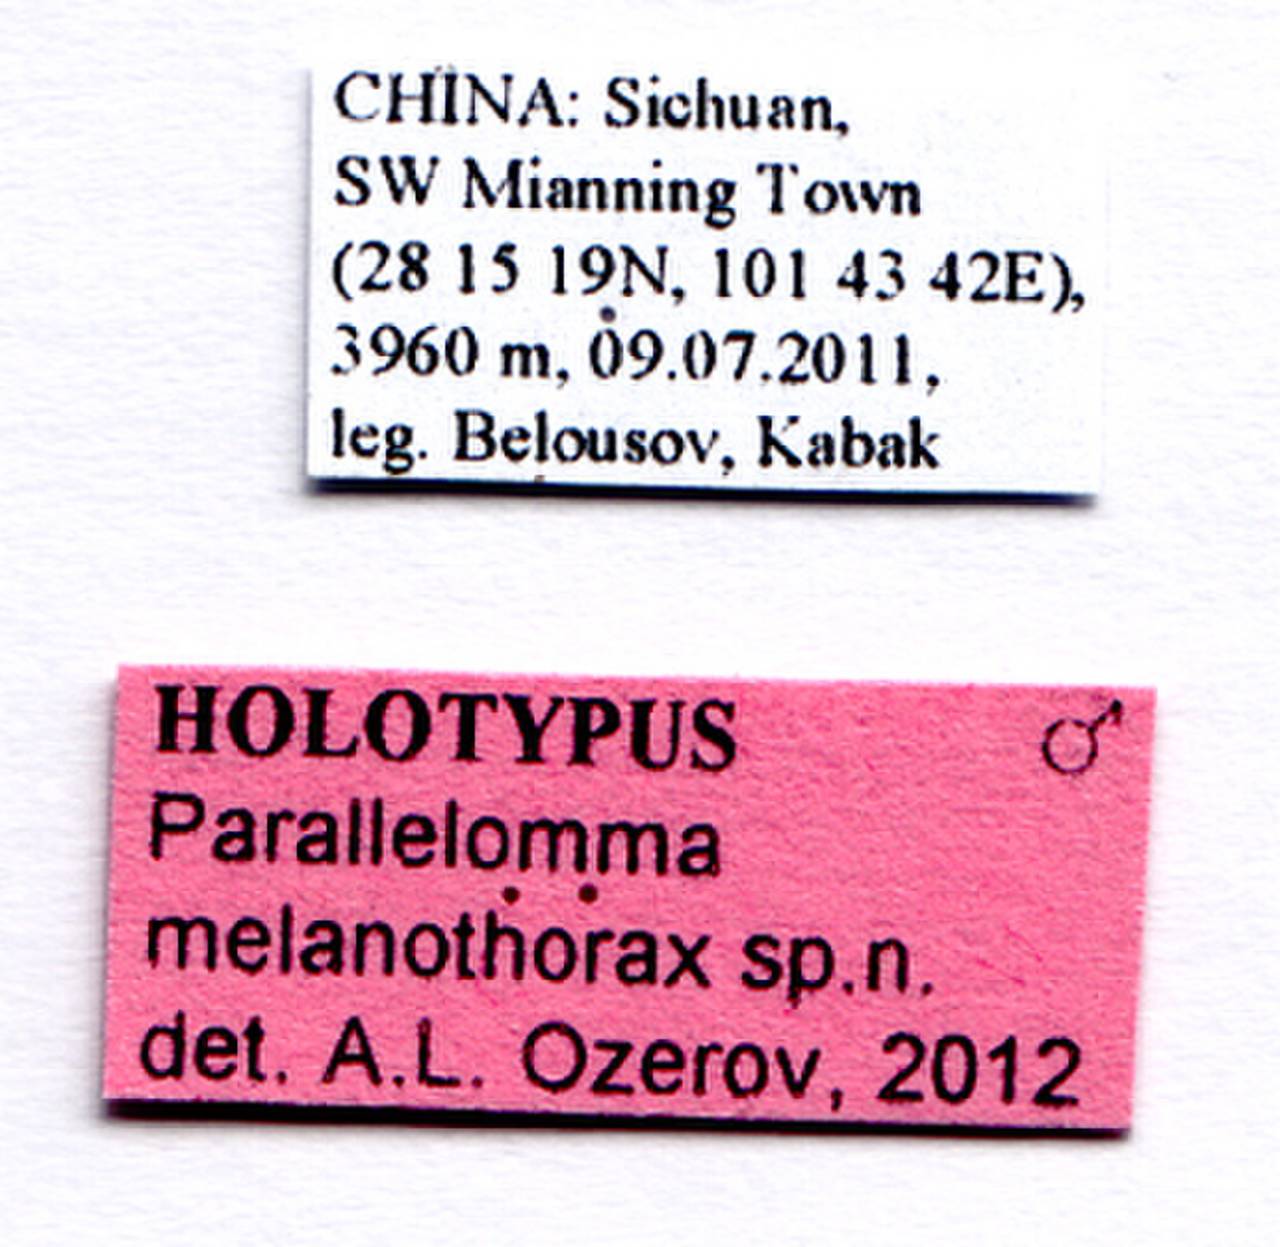 CHINA: Sichuan,
SW Mianning Town
(28 15 19N, 101 43 42E),
3960 m, 09.07.2011,
leg. Belousov, Kabak
HOLOTYPUS ♂
Parallelomma
melanothorax sp.n.
det. A.L. Ozerov, 2012